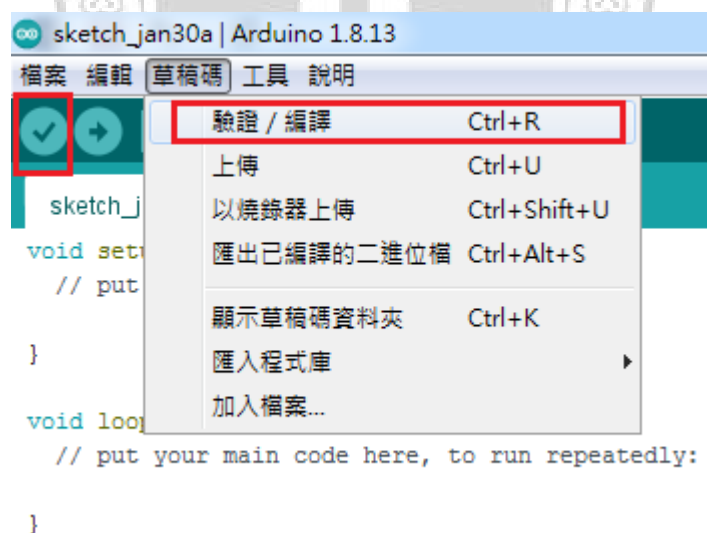 sketch_jan30a | Arduino 1.8.13
檔案 編輯 草稿碼 工具 說明
驗證 / 編譯 Ctrl+R
上傳 Ctrl+U
以燒錄器上傳 Ctrl+Shift+U
匯出已編譯的二進位檔 Ctrl+Alt+S
顯示草稿碼資料夾 Ctrl+K
匯入程式庫
加入檔案...
sketch_j
void setu
// put
}
void loop
// put your main code here, to run repeatedly:
}